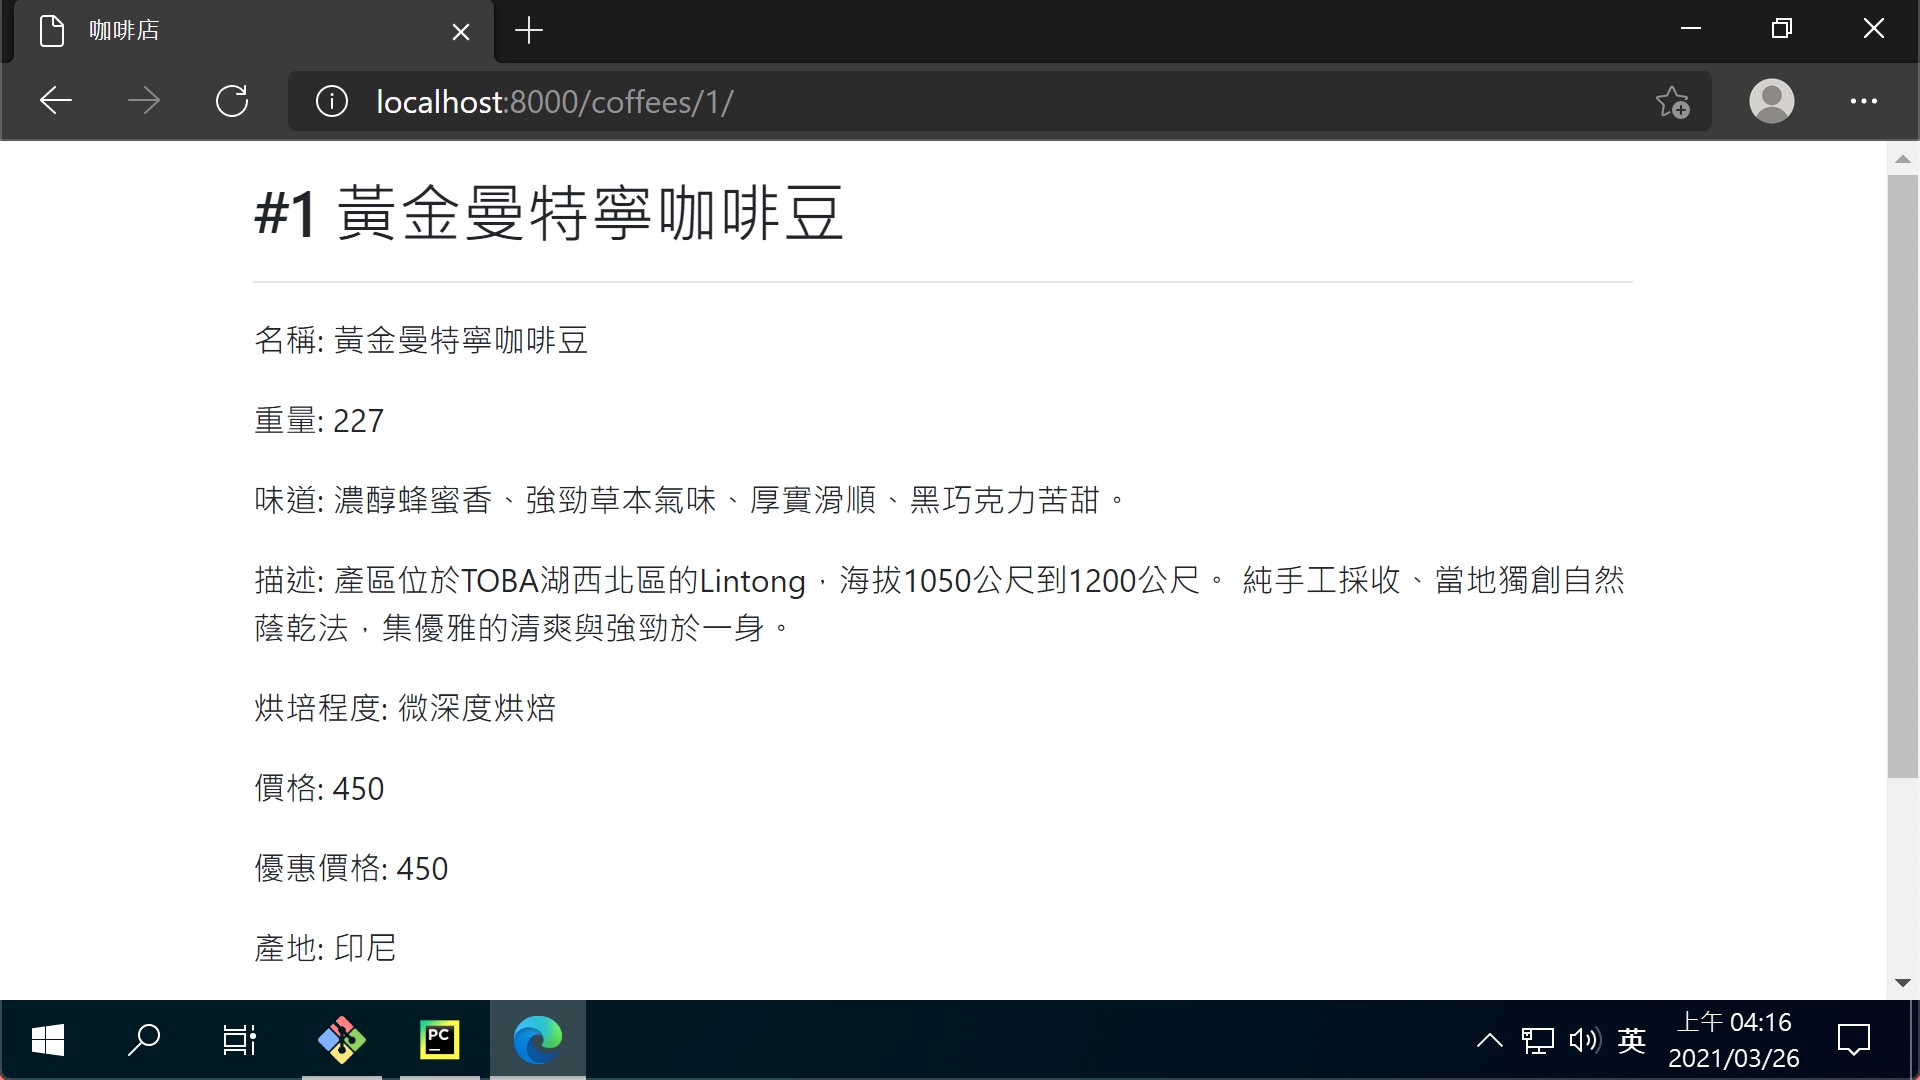 咖啡店
localhost:8000/coffees/1/
#1 黃金曼特寧咖啡豆
名稱: 黃金曼特寧咖啡豆
重量: 227
味道: 濃醇蜂蜜香、強勁草本氣味、厚實滑順、黑巧克力苦甜。
描述: 產區位於TOBA湖西北區的Lintong，海拔1050公尺到1200公尺。 純手工採收、當地獨創自然
蔭乾法，集優雅的清爽與強勁於一身。
烘培程度: 微深度烘焙
價格: 450
優惠價格: 450
產地: 印尼
PC
英
上午 04:16
2021/03/26